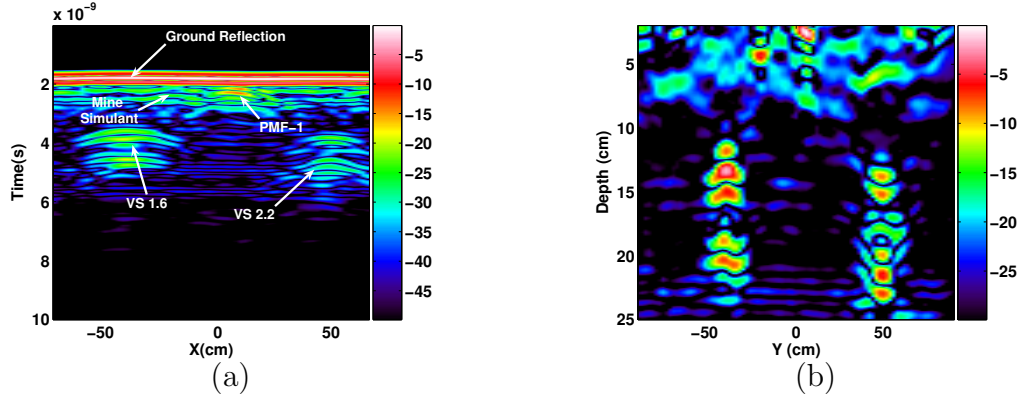 x 10⁻⁹
Ground Reflection
Mine
Simulant
PMF−1
VS 1.6
VS 2.2
2
4
6
8
10
Time(s)
−50
0
50
X(cm)
−5
−10
−15
−20
−25
−30
−35
−40
−45
(a)
5
10
15
20
25
Depth (cm)
−50
0
50
Y (cm)
0
−5
−10
−15
−20
−25
(b)